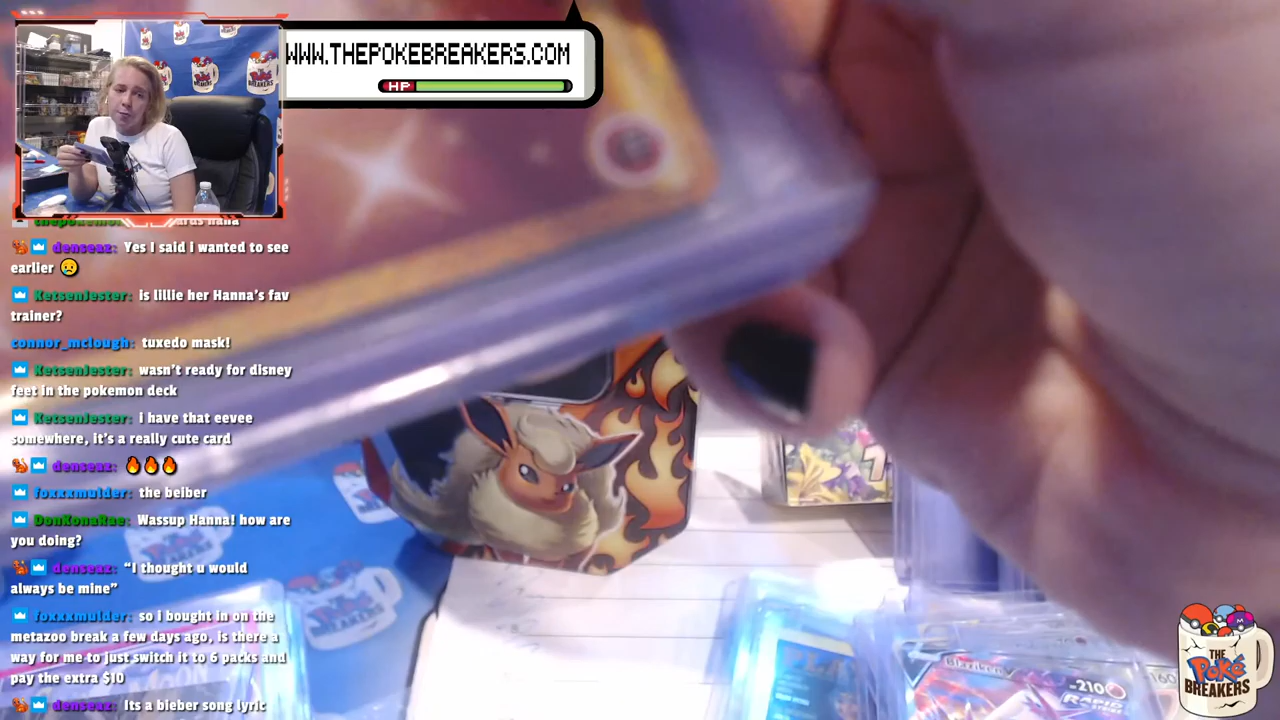 WWW.THEPOKEBREAKERS.COM
HP
denseaz: Yes I said I wanted to see
earlier 😥
KetsenJester: is lillie her Hanna's fav
trainer?
connor_mclough: tuxedo mask!
KetsenJester: wasn't ready for disney
feet in the pokemon deck
KetsenJester: i have that eevee
somewhere, it's a really cute card
denseaz: 🔥🔥🔥
foxxxmulder: the beiber
DonKonaRae: Wassup Hanna! how are
you doing?
denseaz: “I thought u would
always be mine”
foxxxmulder: so i bought in on the
metazoo break a few days ago, is there a
way for me to just switch it to 6 packs and
pay the extra $10
denseaz: Its a bieber song lyric
-210
160
RAPID
THE
Poké
BREAKERS